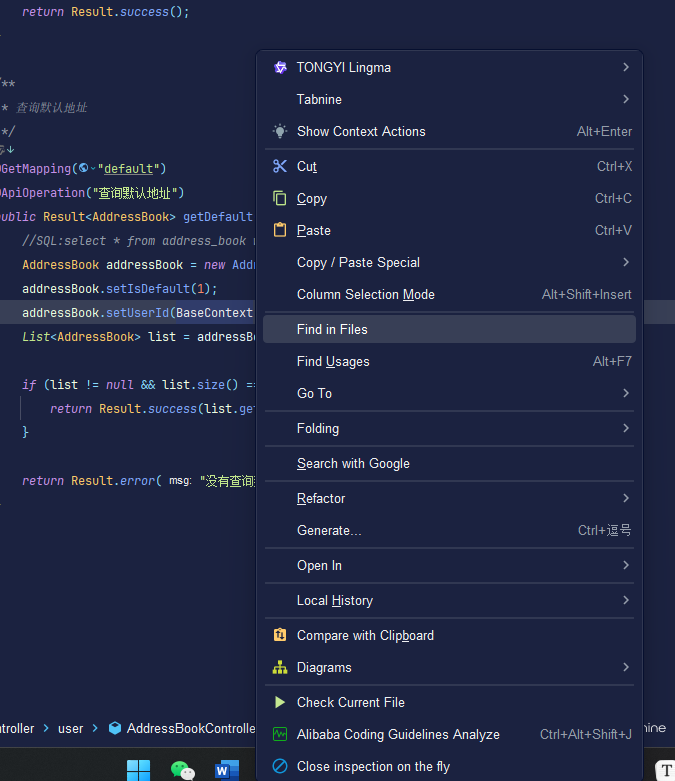 return Result.success();
/**
* 查询默认地址
*/
GetMapping("default")
ApiOperation("查询默认地址")
public Result<AddressBook> getDefault
//SQL:select * from address_book
AddressBook addressBook = new Add
addressBook.setIsDefault(1);
addressBook.setUserId(BaseContext
List<AddressBook> list = addressB
if (list != null && list.size() ==
return Result.success(list.get
}
return Result.error( msg: "没有查询
TONGYI Lingma
Tabnine
Show Context Actions Alt+Enter
Cut Ctrl+X
Copy Ctrl+C
Paste Ctrl+V
Copy / Paste Special
Column Selection Mode Alt+Shift+Insert
Find in Files
Find Usages Alt+F7
Go To
Folding
Search with Google
Refactor
Generate... Ctrl+逗号
Open In
Local History
Compare with Clipboard
Diagrams
Check Current File
Alibaba Coding Guidelines Analyze Ctrl+Alt+Shift+J
Close inspection on the fly
ntroller > user > AddressBookController
nine
W
T